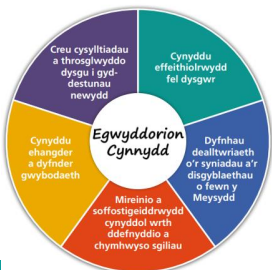 Egwyddorion
Cynnydd
Cynyddu
effeithiolrwydd
fel dysgwr
Dyfnhau
dealltwriaeth
o'r syniadau a'r
disgyblaethau
o fewn y
Meysydd
Mireinio a
soffostigeiddrwydd
cynyddol wrth
ddefnyddio a
chymhwyso sgiliau
Cynyddu
ehangder
a dyfnder
gwybodaeth
Creu cysylltiadau
a throsglwyddo
dysgu i gyd-
destunau
newydd